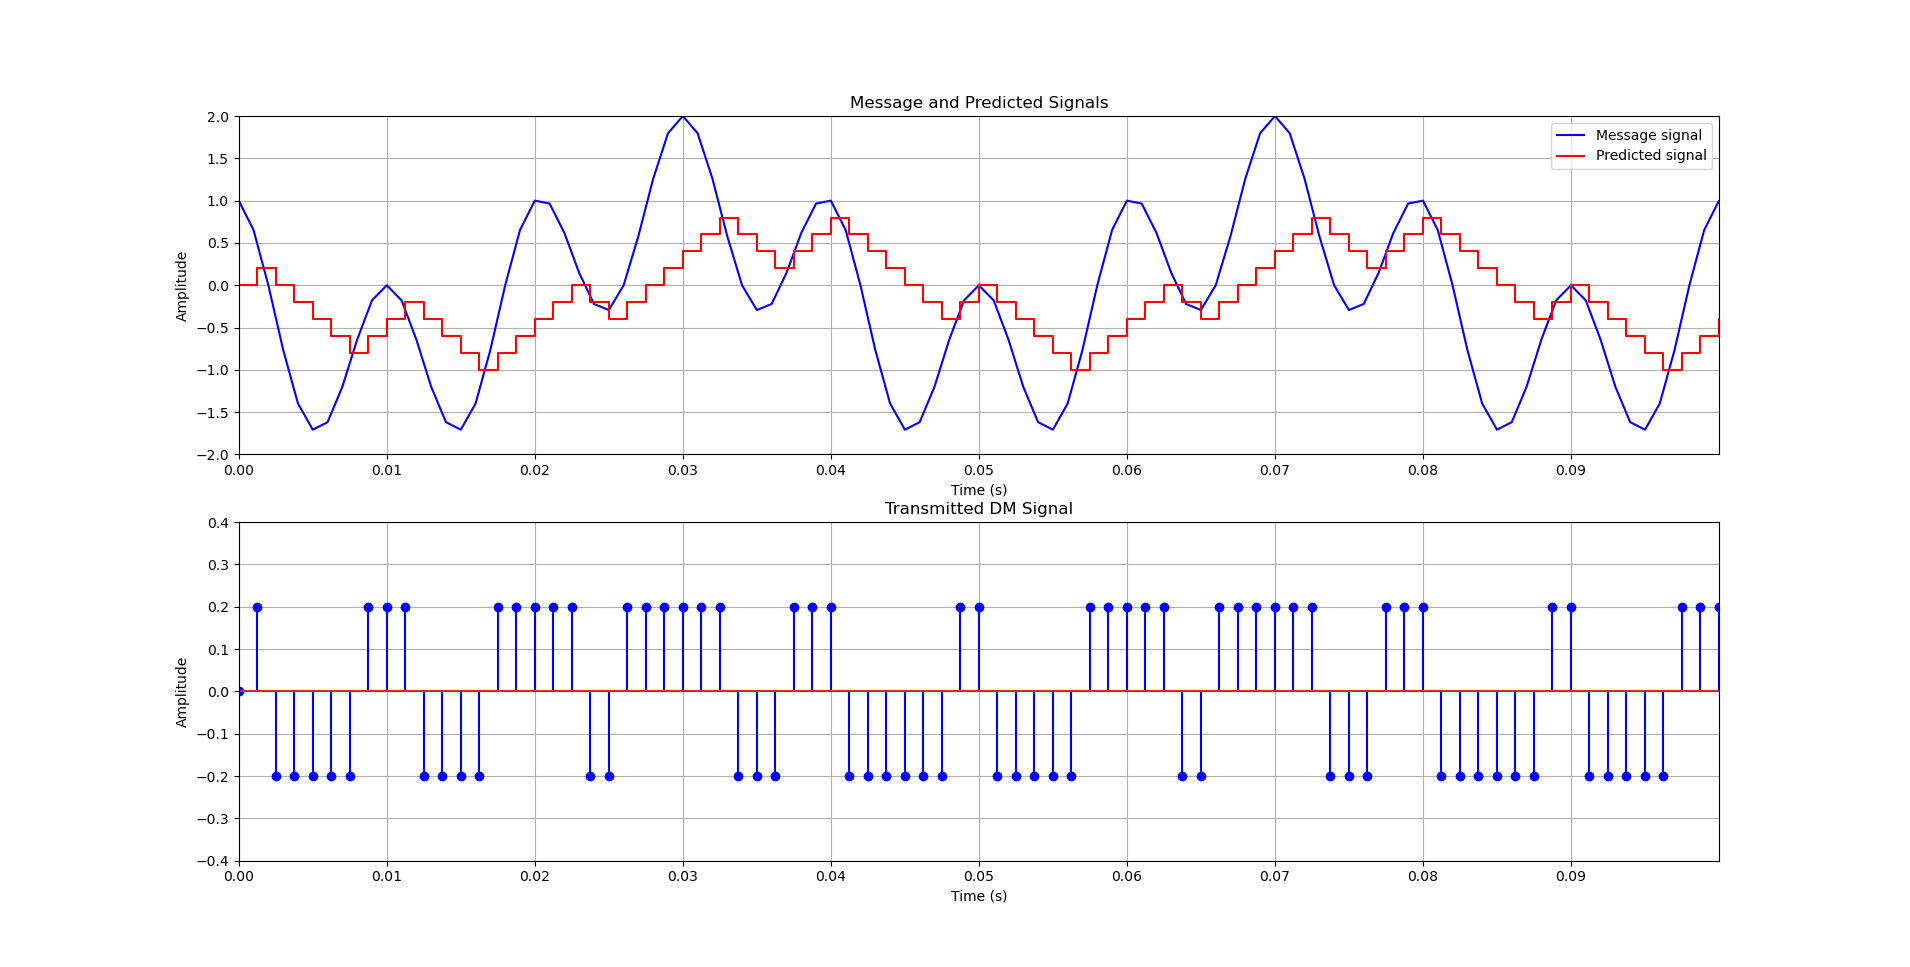 Message and Predicted Signals
2.0
1.5
1.0
0.5
0.0
−0.5
−1.0
−1.5
−2.0
Amplitude
Message signal
Predicted signal
0.00 0.01 0.02 0.03 0.04 0.05 0.06 0.07 0.08 0.09
Time (s)
Transmitted DM Signal
0.4
0.3
0.2
0.1
0.0
−0.1
−0.2
−0.3
−0.4
Amplitude
0.00 0.01 0.02 0.03 0.04 0.05 0.06 0.07 0.08 0.09
Time (s)